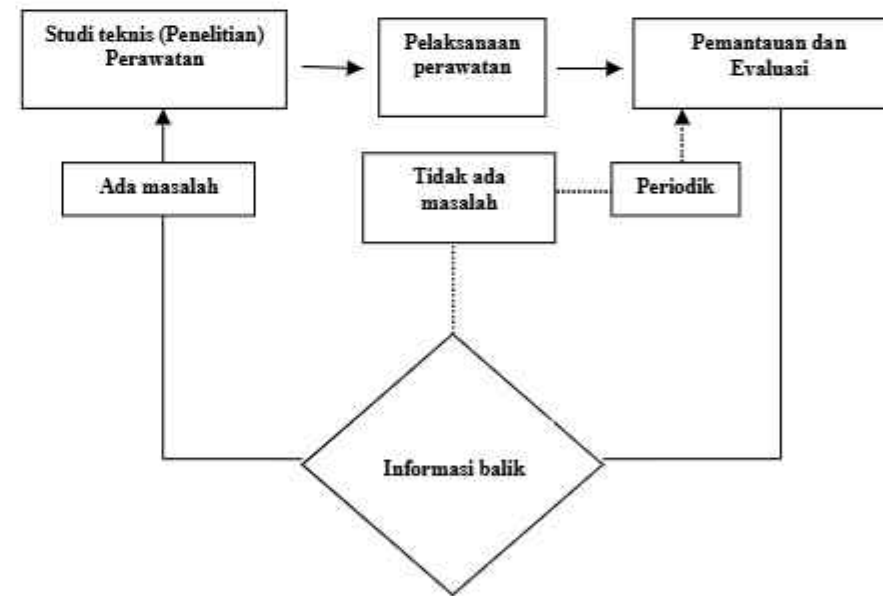 Studi teknis (Penelitian)
Perawatan
Pelaksanaan
perawatan
Pemantauan dan
Evaluasi
Ada masalah
Tidak ada
masalah
Periodik
Informasi balik